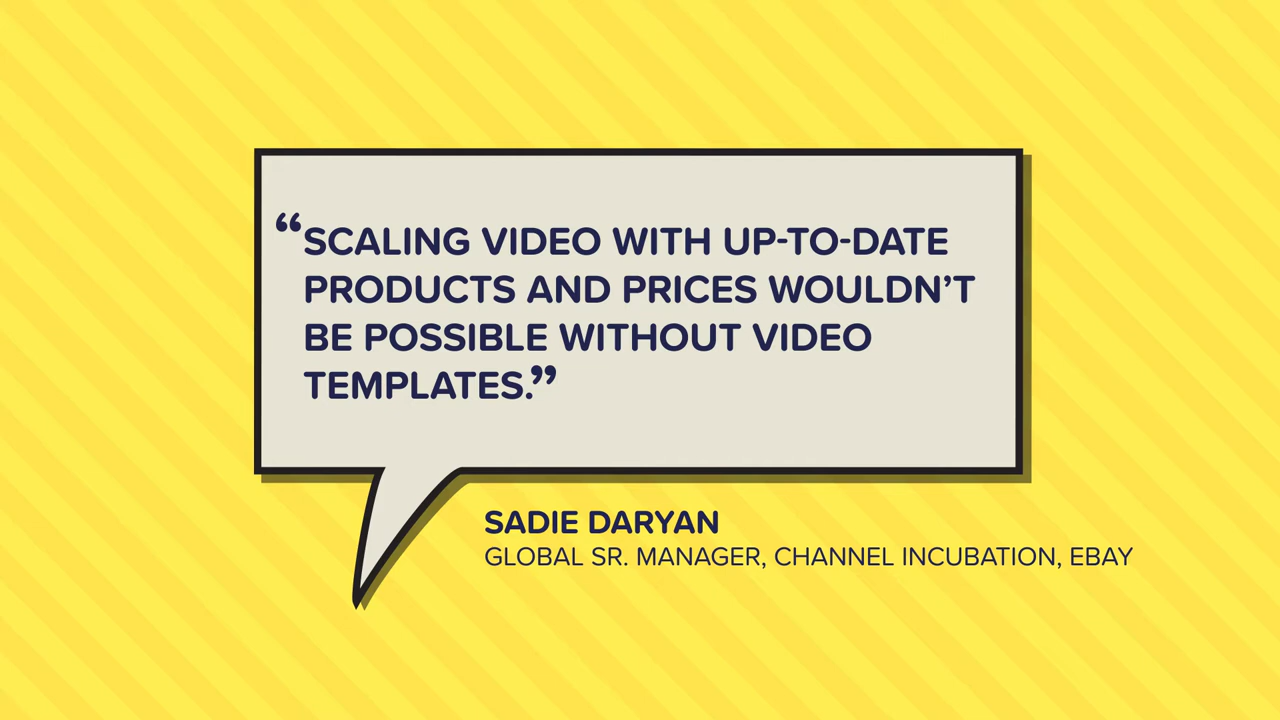 “SCALING VIDEO WITH UP-TO-DATE
PRODUCTS AND PRICES WOULDN’T
BE POSSIBLE WITHOUT VIDEO
TEMPLATES.”
SADIE DARYAN
GLOBAL SR. MANAGER, CHANNEL INCUBATION, EBAY